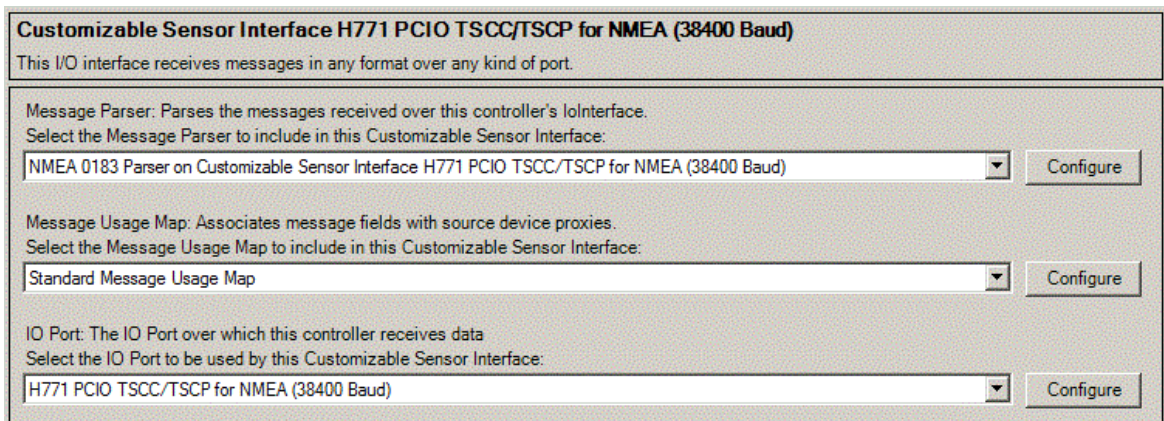 Customizable Sensor Interface H771 PCIO TSCC/TSCP for NMEA (38400 Baud)
This I/O interface receives messages in any format over any kind of port.
Message Parser: Parses the messages received over this controller's IoInterface.
Select the Message Parser to include in this Customizable Sensor Interface:
NMEA 0183 Parser on Customizable Sensor Interface H771 PCIO TSCC/TSCP for NMEA (38400 Baud) Configure
Message Usage Map: Associates message fields with source device proxies.
Select the Message Usage Map to include in this Customizable Sensor Interface:
Standard Message Usage Map Configure
IO Port: The IO Port over which this controller receives data
Select the IO Port to be used by this Customizable Sensor Interface:
H771 PCIO TSCC/TSCP for NMEA (38400 Baud) Configure